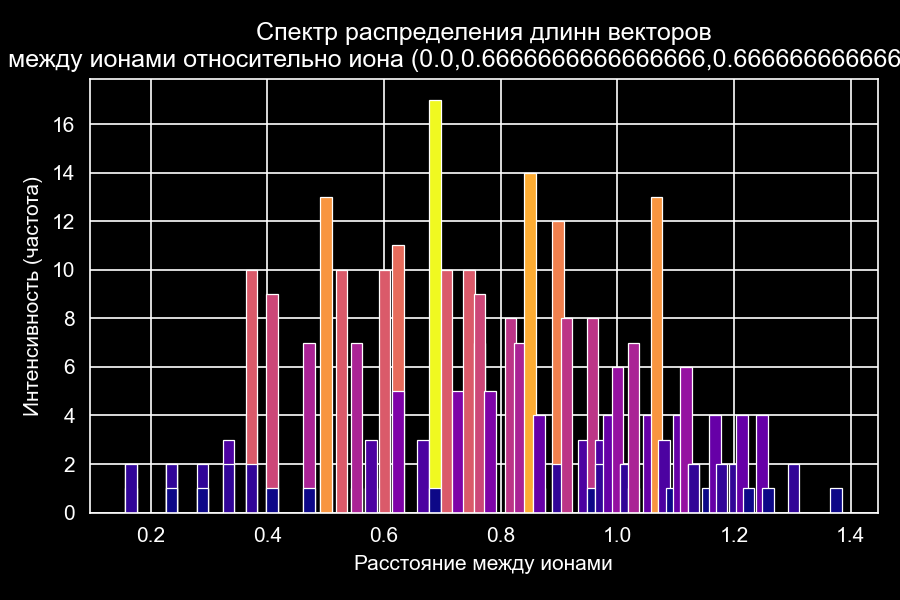 Спектр распределения длинн векторов
между ионами относительно иона (0.0,0.6666666666666666,0.666666666666
Интенсивность (частота)
16
14
12
10
8
6
4
2
0
0.2 0.4 0.6 0.8 1.0 1.2 1.4
Расстояние между ионами